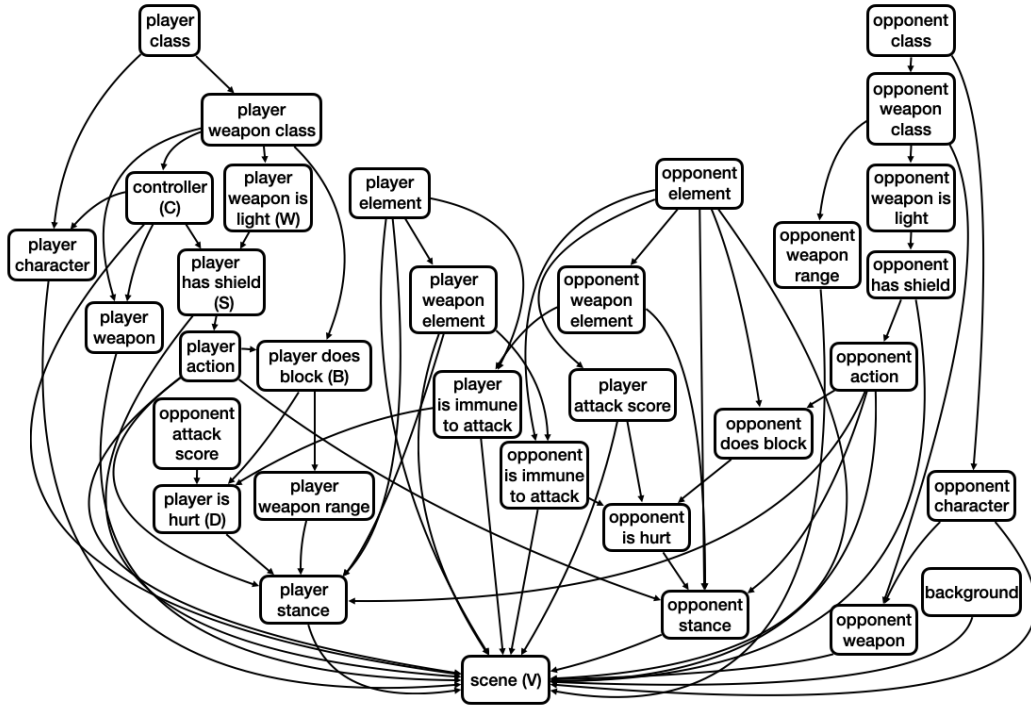 player
class
opponent
class
player
weapon class
opponent
weapon
class
controller
(C)
player
weapon is
light (W)
player
element
opponent
element
opponent
weapon is
light
player
character
player
has shield
(S)
player
weapon
element
opponent
weapon
element
opponent
weapon
range
opponent
has shield
player
weapon
player
action
player does
block (B)
player
is immune
to attack
player
attack score
opponent
action
opponent
attack
score
opponent
does block
opponent
is immune
to attack
player is
hurt (D)
player
weapon range
opponent
is hurt
opponent
character
player
stance
opponent
stance
background
opponent
weapon
scene (V)